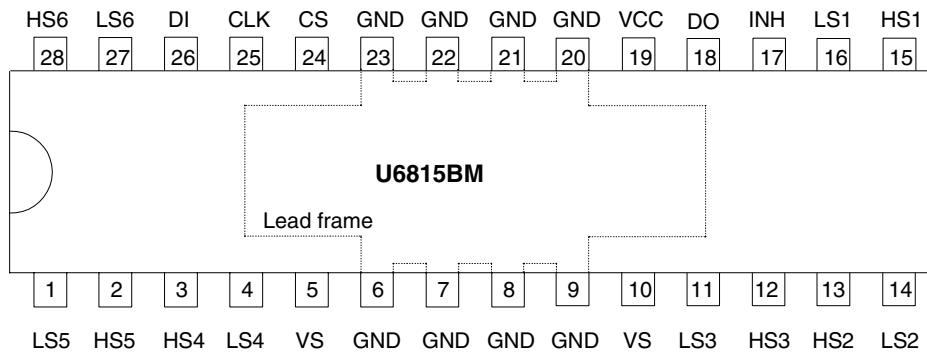 HS6 LS6 DI CLK CS GND GND GND GND VCC DO INH LS1 HS1
28 27 26 25 24 23 22 21 20 19 18 17 16 15
U6815BM
Lead frame
1 2 3 4 5 6 7 8 9 10 11 12 13 14
LS5 HS5 HS4 LS4 VS GND GND GND GND VS LS3 HS3 HS2 LS2